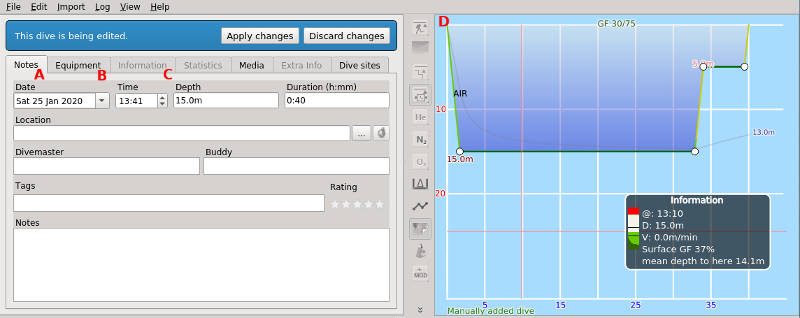 File Edit Import Log View Help
This dive is being edited. Apply changes Discard changes
Notes Equipment Information Statistics Media Extra Info Dive sites
A B C
Date Time Depth Duration (h:mm)
Sat 25 Jan 2020 13:41 15.0m 0:40
Location
...
Divemaster Buddy
Tags Rating
Notes
He
N₂
O₂
MOD
D
GF 30/75
AIR
10
13.0m
15.0m
20
Information
@: 13:10
D: 15.0m
V: 0.0m/min
Surface GF 37%
mean depth to here 14.1m
5 15 25 35
Manually added dive